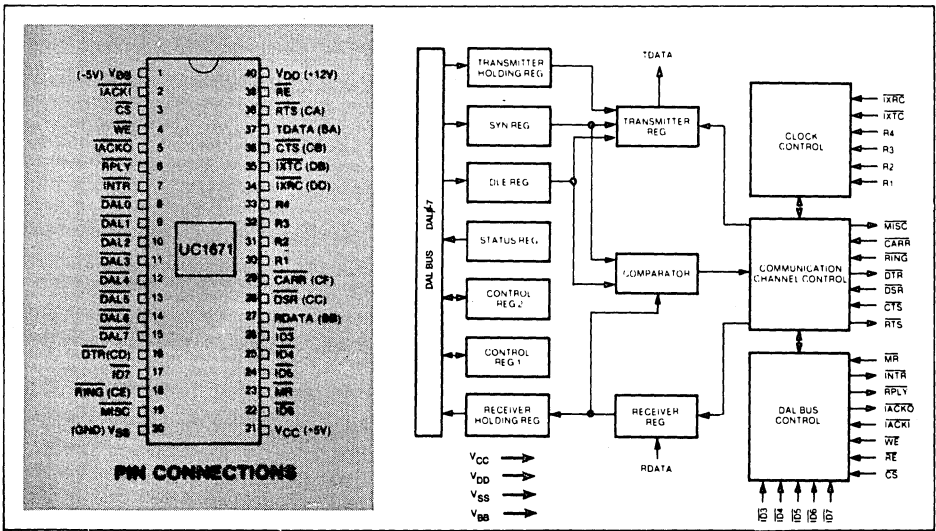 (-5V) VBB 1
IACKI 2
CS 3
WE 4
IACKO 5
RPLY 6
INTR 7
DAL0 8
DAL1 9
DAL2 10
DAL3 11
DAL4 12
DAL5 13
DAL6 14
DAL7 15
DTR(CD) 16
ID7 17
RING (CE) 18
MISC 19
(GND) VSS 20
UC1671
40 VDD (+12V)
39 RE
38 RTS (CA)
37 TDATA (BA)
36 CTS (CB)
35 IXTC (DB)
34 IXRC (DD)
33 R4
32 R3
31 R2
30 R1
29 CARR (CF)
28 DSR (CC)
27 RDATA (BB)
26 ID3
25 ID4
24 ID5
23 MR
22 ID6
21 VCC (+5V)
PIN CONNECTIONS
DAL BUS DAL0-7
TRANSMITTER
HOLDING REG
SYN REG
DLE REG
STATUS REG
CONTROL
REG 2
CONTROL
REG 1
RECEIVER
HOLDING REG
TDATA
TRANSMITTER
REG
COMPARATOR
RECEIVER
REG
RDATA
VCC
VDD
VSS
VBB
CLOCK
CONTROL
IXRC
IXTC
R4
R3
R2
R1
COMMUNICATION
CHANNEL CONTROL
MISC
CARR
RING
DTR
DSR
CTS
RTS
DAL BUS
CONTROL
MR
INTR
RPLY
IACKO
IACKI
WE
RE
CS
ID3 ID4 ID5 ID6 ID7